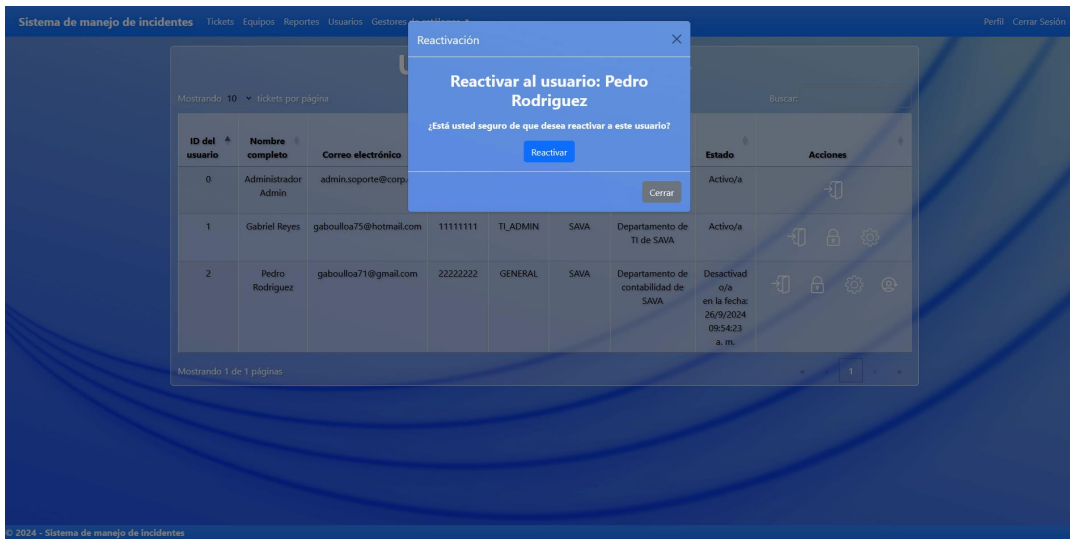 Sistema de manejo de incidentes Tickets Equipos Reportes Usuarios Gestores de catálogos Perfil Cerrar Sesión
Reactivación
Reactivar al usuario: Pedro
Rodriguez
¿Está usted seguro de que desea reactivar a este usuario?
Reactivar
Cerrar
Mostrando 10 tickets por página
Buscar:
ID del
usuario
Nombre
completo
Correo electrónico
Estado
Acciones
0
Administrador
Admin
admin.soporte@corp.
Activo/a
1
Gabriel Reyes
gaboulloa75@hotmail.com
11111111
TI_ADMIN
SAVA
Departamento de
TI de SAVA
Activo/a
2
Pedro
Rodriguez
gaboulloa71@gmail.com
22222222
GENERAL
SAVA
Departamento de
contabilidad de
SAVA
Desactivad
o/a
en la fecha:
26/9/2024
09:54:23
a. m.
Mostrando 1 de 1 páginas
« ‹ 1 › »
© 2024 - Sistema de manejo de incidentes